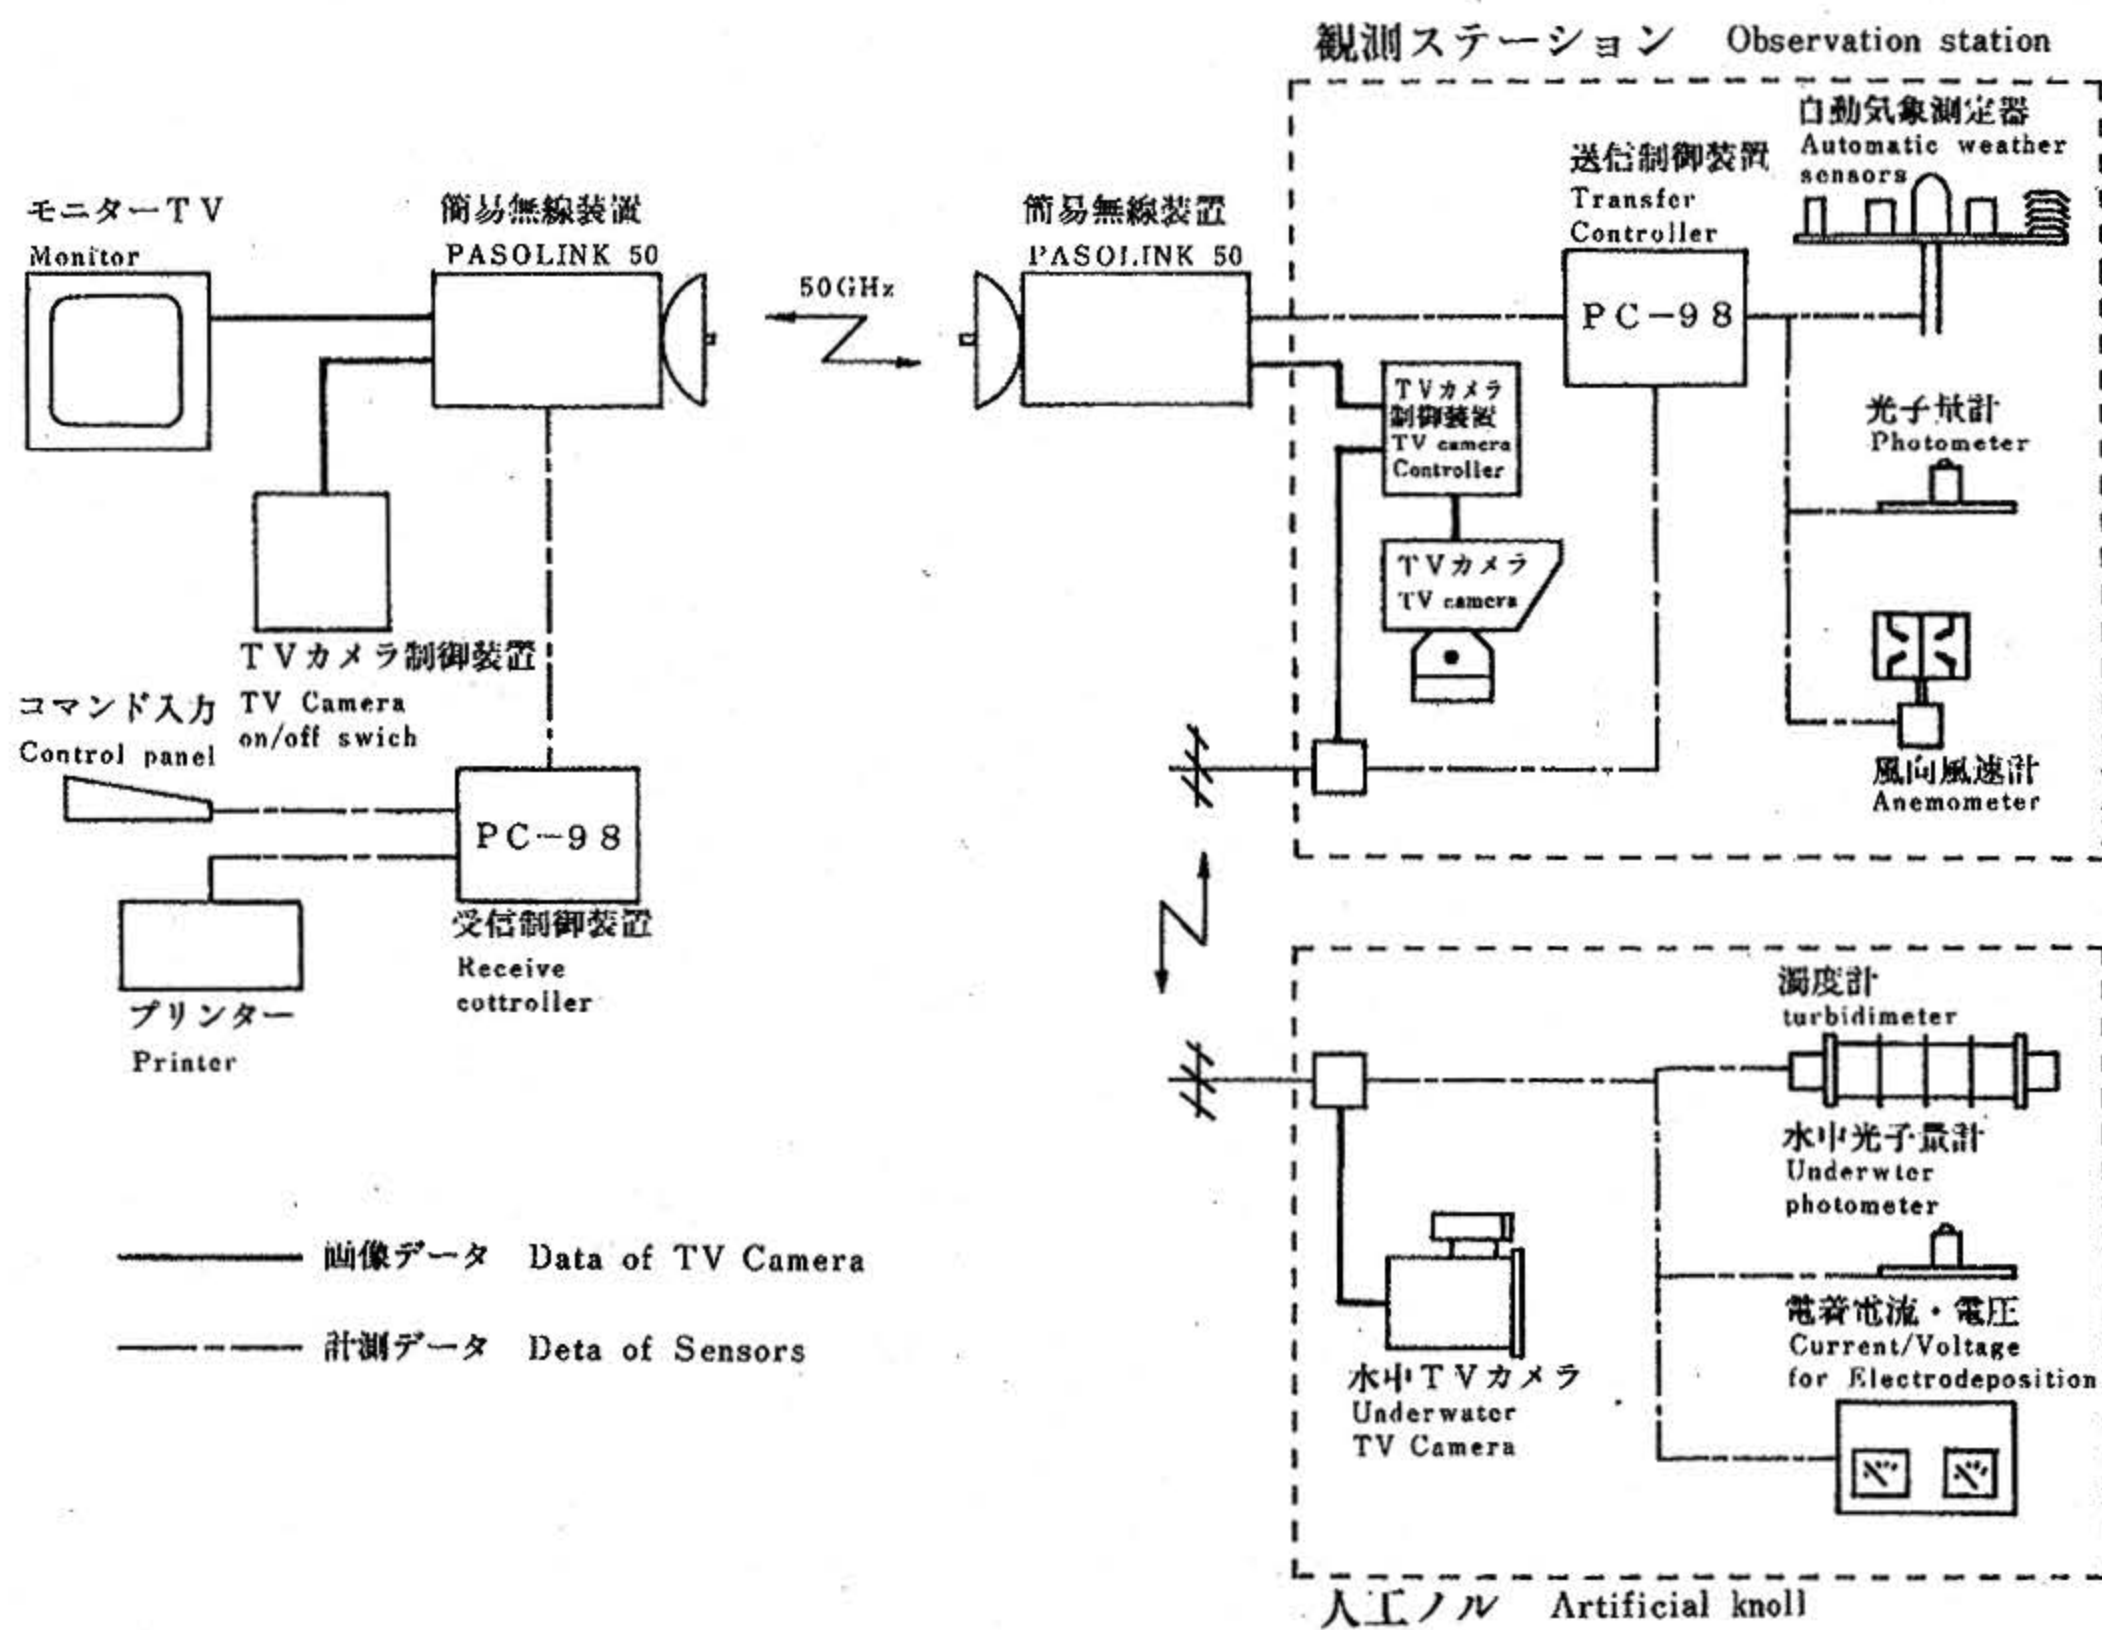 観測ステーション Observation station
自動気象測定器
Automatic weather
sensors
送信制御装置
Transfer
Controller
PC-98
モニターTV
Monitor
簡易無線装置
PASOLINK 50
50GHz
簡易無線装置
PASOLINK 50
TVカメラ
制御装置
TV camera
Controller
光子量計
Photometer
TVカメラ
TV camera
TVカメラ制御装置
TV Camera
on/off swich
コマンド入力
Control panel
風向風速計
Anemometer
PC-98
受信制御装置
Receive
cottroller
プリンター
Printer
濁度計
turbidimeter
水中光子量計
Underwter
photometer
電着電流・電圧
Current/Voltage
for Electrodeposition
水中TVカメラ
Underwater
TV Camera
画像データ Data of TV Camera
計測データ Deta of Sensors
人工ノル Artificial knoll